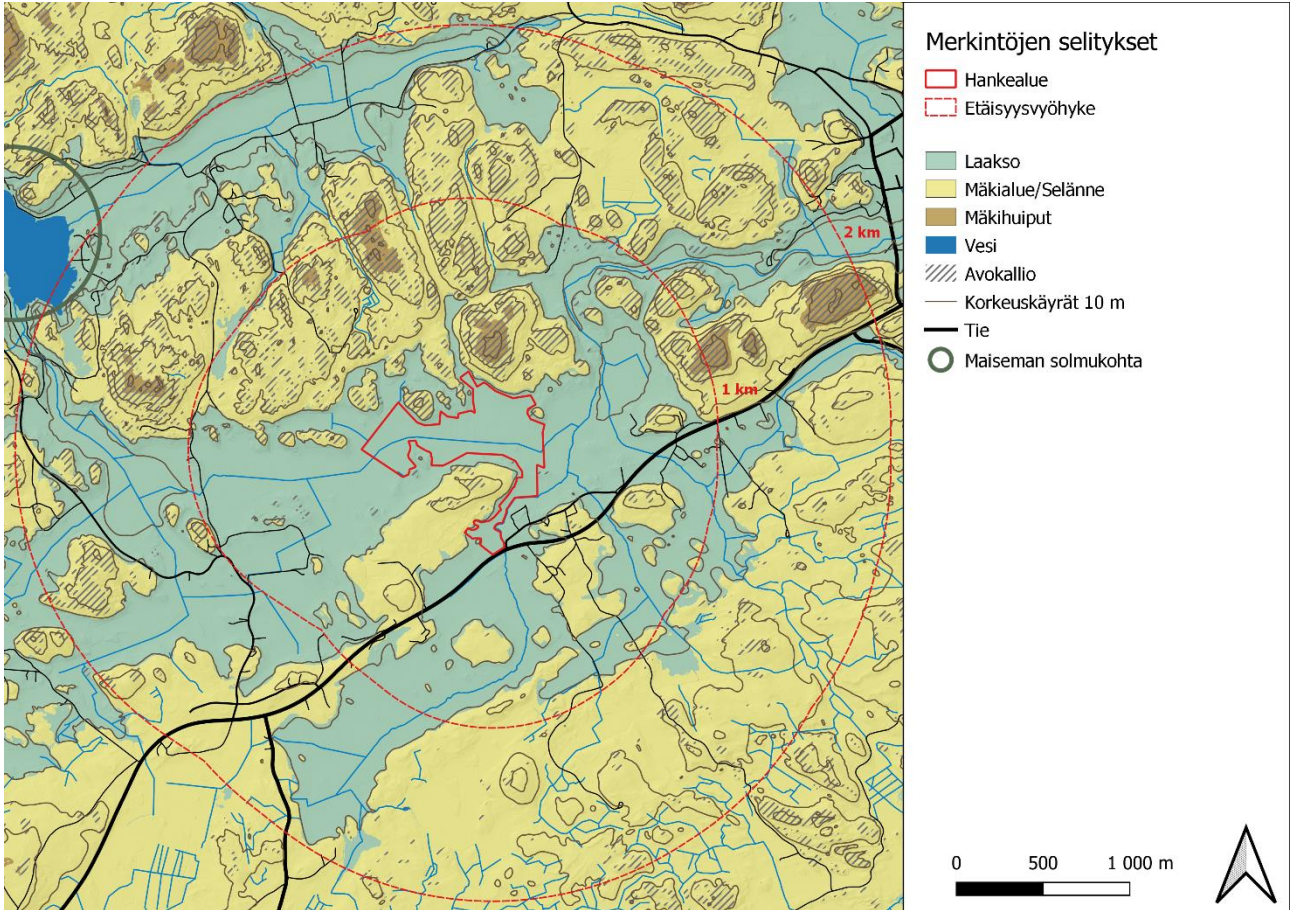 2 km
1 km
Merkintöjen selitykset
Hankealue
Etäisyysvyöhyke
Laakso
Mäkialue/Selänne
Mäkihuiput
Vesi
Avokallio
Korkeuskäyrät 10 m
Tie
Maiseman solmukohta
0 500 1 000 m